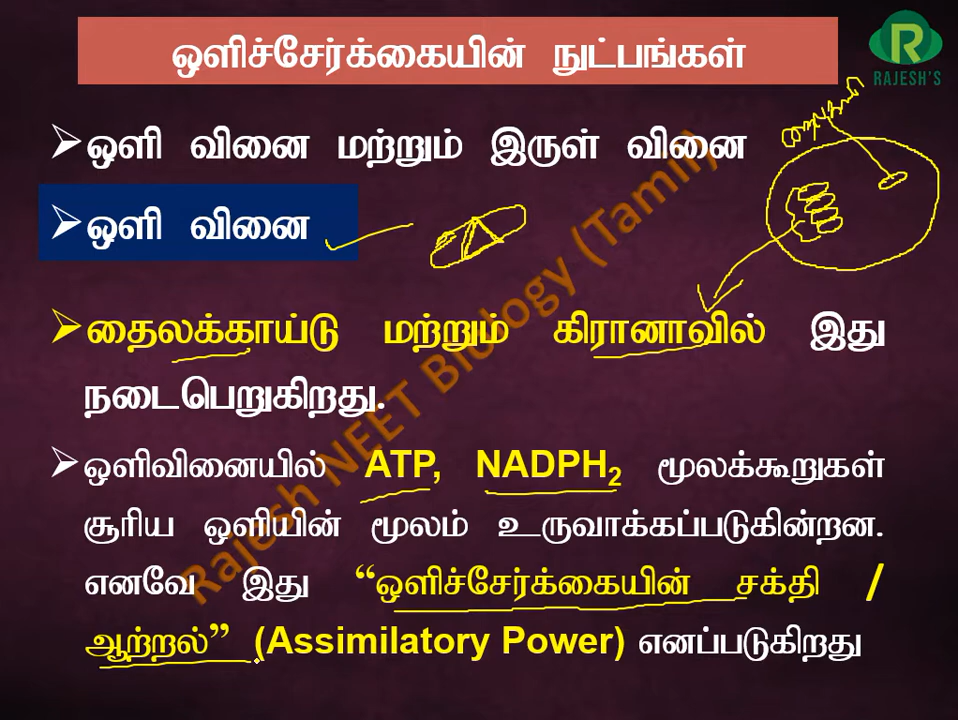 ஒளிச்சேர்க்கையின் நுட்பங்கள்
RAJESH'S
➢ஒளி வினை மற்றும் இருள் வினை
➢ஒளி வினை
➢தைலக்காய்டு மற்றும் கிரானாவில் இது
நடைபெறுகிறது.
➢ஒளிவினையில் ATP, NADPH₂ மூலக்கூறுகள்
சூரிய ஒளியின் மூலம் உருவாக்கப்படுகின்றன.
எனவே இது “ஒளிச்சேர்க்கையின் சக்தி /
ஆற்றல்” (Assimilatory Power) எனப்படுகிறது
Rajesh NEET Biology (Tamil)